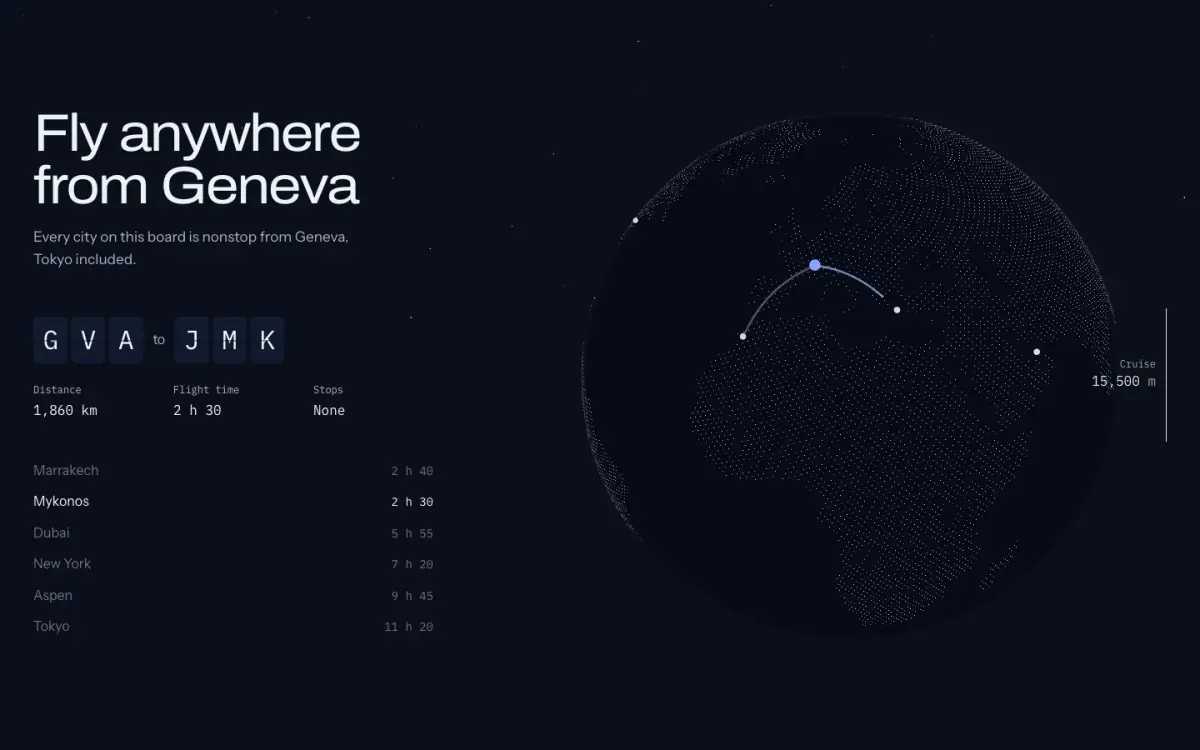 Fly anywhere
from Geneva
Every city on this board is nonstop from Geneva,
Tokyo included.
G V A to J M K
Distance Flight time Stops
1,860 km 2 h 30 None
Marrakech 2 h 40
Mykonos 2 h 30
Dubai 5 h 55
New York 7 h 20
Aspen 9 h 45
Tokyo 11 h 20
Cruise
15,500 m